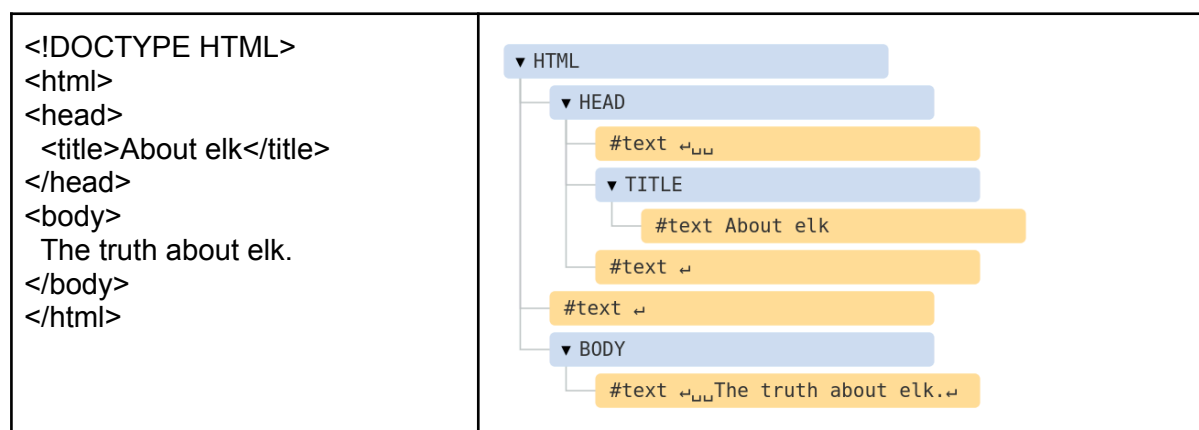 <!DOCTYPE HTML>
<html>
<head>
  <title>About elk</title>
</head>
<body>
  The truth about elk.
</body>
</html>
▼ HTML
▼ HEAD
#text ↵␣␣
▼ TITLE
#text About elk
#text ↵
#text ↵
▼ BODY
#text ↵␣␣The truth about elk.↵